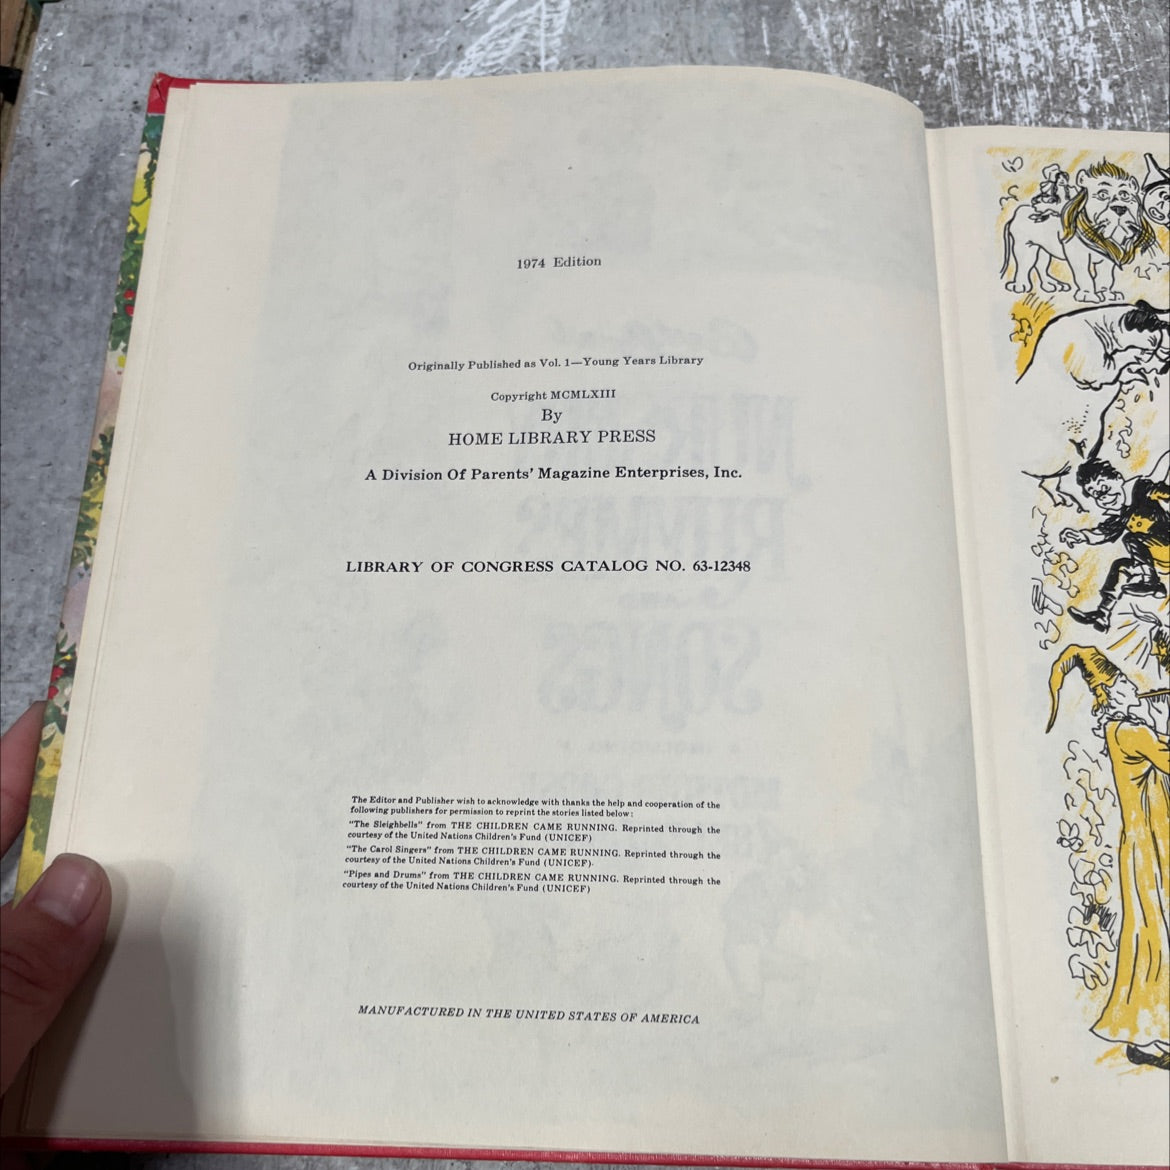 1974 Edition
Originally Published as Vol. 1—Young Years Library
Copyright MCMLXIII
By
HOME LIBRARY PRESS
A Division Of Parents' Magazine Enterprises, Inc.
LIBRARY OF CONGRESS CATALOG NO. 63-12348
The Editor and Publisher wish to acknowledge with thanks the help and cooperation of the
following publishers for permission to reprint the stories listed below:
"The Sleighbells" from THE CHILDREN CAME RUNNING. Reprinted through the
courtesy of the United Nations Children's Fund (UNICEF)
"The Carol Singers" from THE CHILDREN CAME RUNNING. Reprinted through the
courtesy of the United Nations Children's Fund (UNICEF).
"Pipes and Drums" from THE CHILDREN CAME RUNNING. Reprinted through the
courtesy of the United Nations Children's Fund (UNICEF)
MANUFACTURED IN THE UNITED STATES OF AMERICA